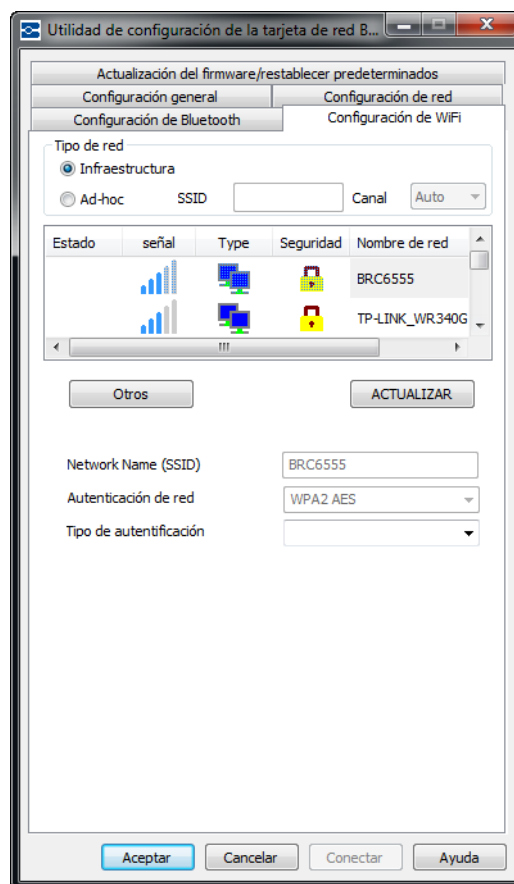 Utilidad de configuración de la tarjeta de red B...
Actualización del firmware/restablecer predeterminados
Configuración general Configuración de red
Configuración de Bluetooth Configuración de WiFi
Tipo de red
Infraestructura
Ad-hoc SSID Canal Auto
Estado señal Type Seguridad Nombre de red
BRC6555
TP-LINK_WR340G
Otros ACTUALIZAR
Network Name (SSID) BRC6555
Autenticación de red WPA2 AES
Tipo de autentificación
Aceptar Cancelar Conectar Ayuda